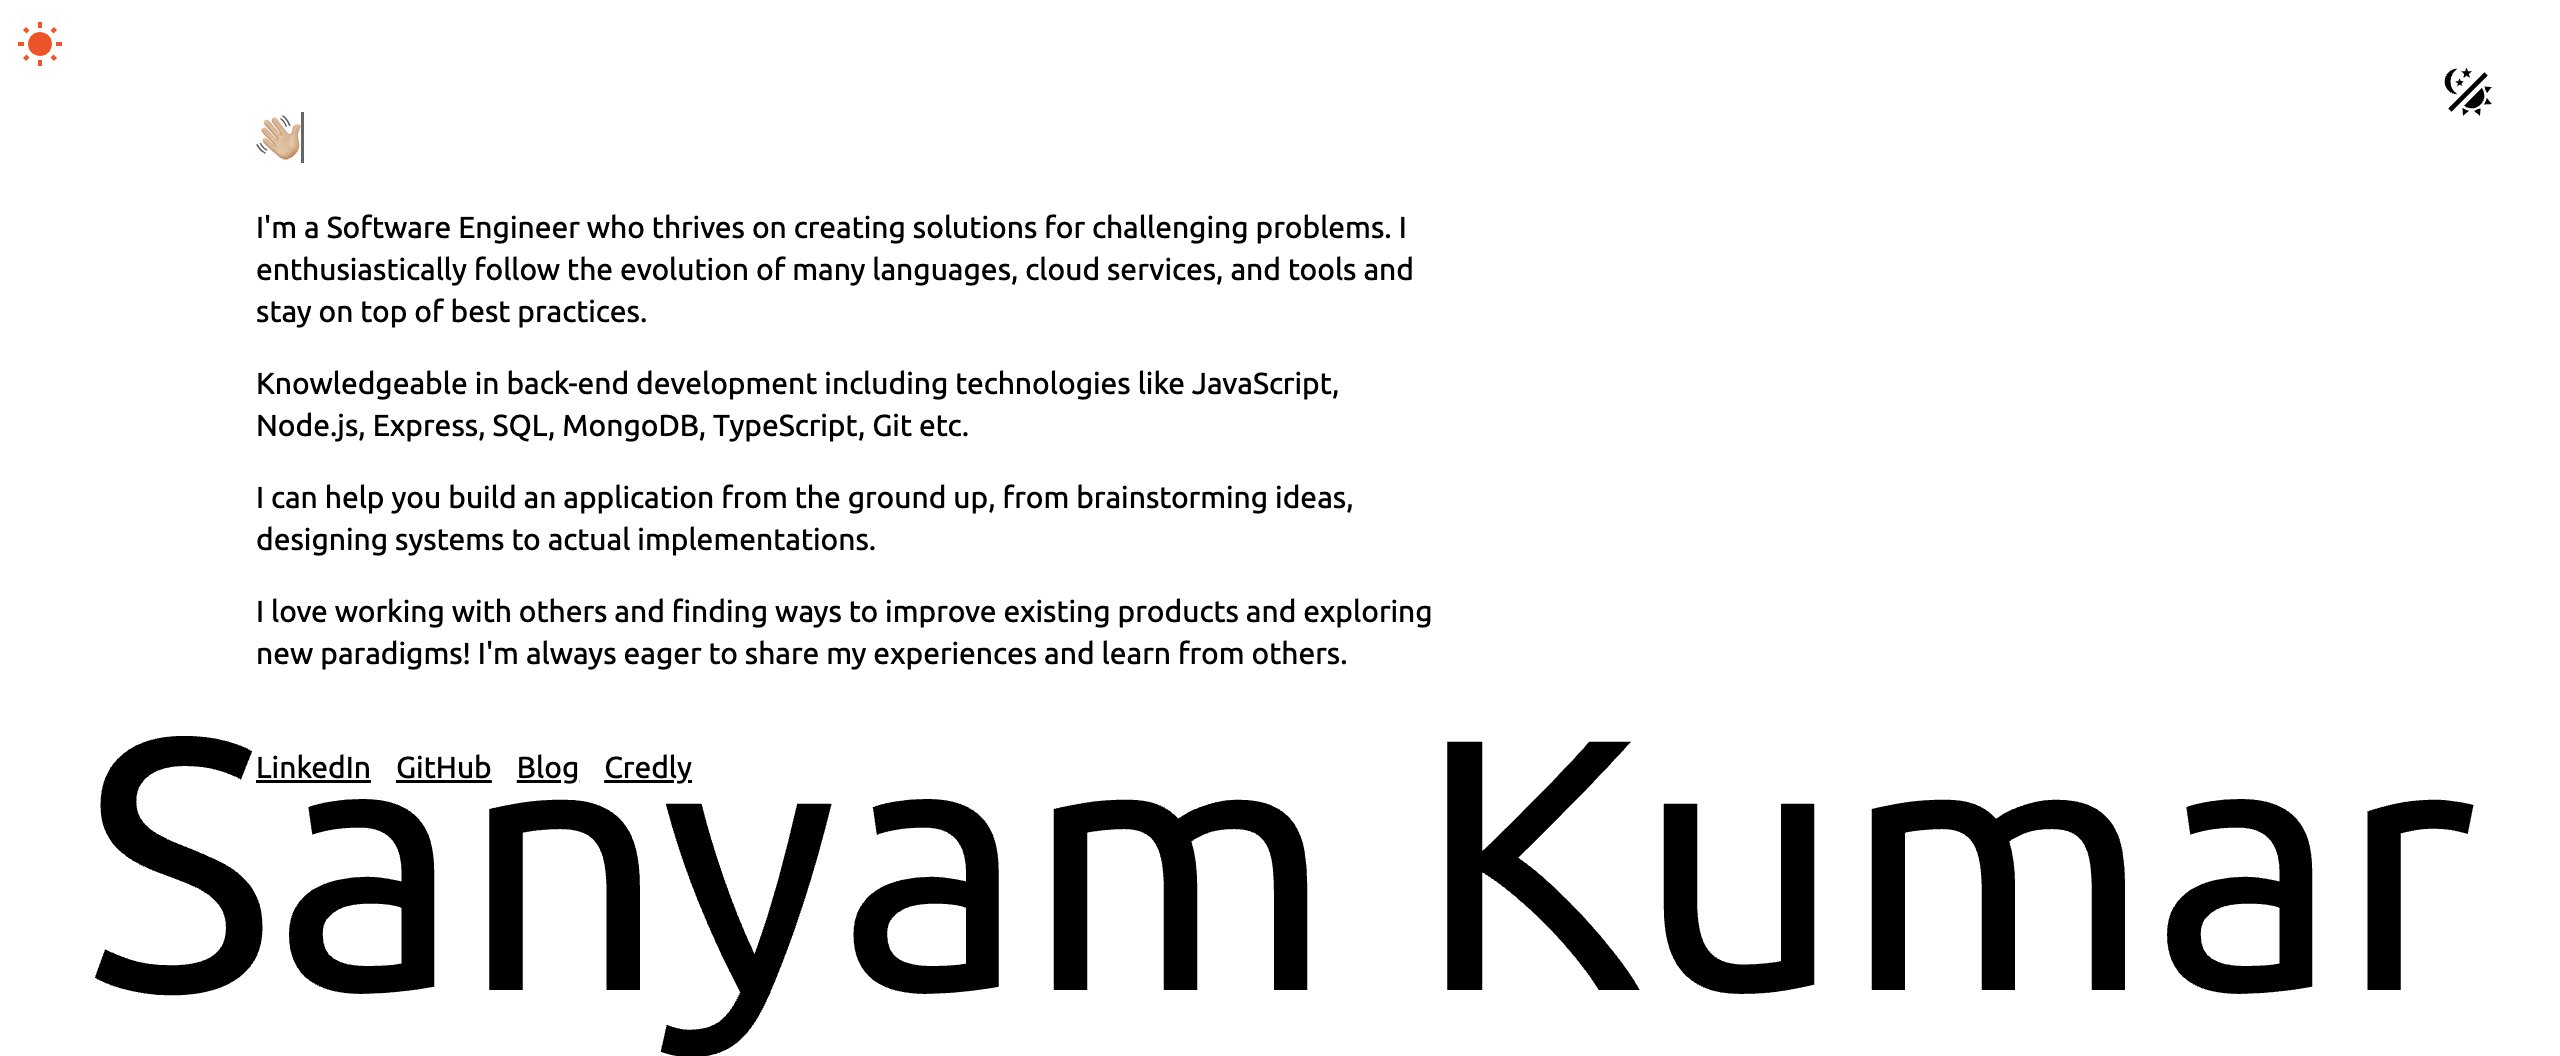 I'm a Software Engineer who thrives on creating solutions for challenging problems. I
enthusiastically follow the evolution of many languages, cloud services, and tools and
stay on top of best practices.
Knowledgeable in back-end development including technologies like JavaScript,
Node.js, Express, SQL, MongoDB, TypeScript, Git etc.
I can help you build an application from the ground up, from brainstorming ideas,
designing systems to actual implementations.
I love working with others and finding ways to improve existing products and exploring
new paradigms! I'm always eager to share my experiences and learn from others.
LinkedIn GitHub Blog Credly
Sanyam Kumar